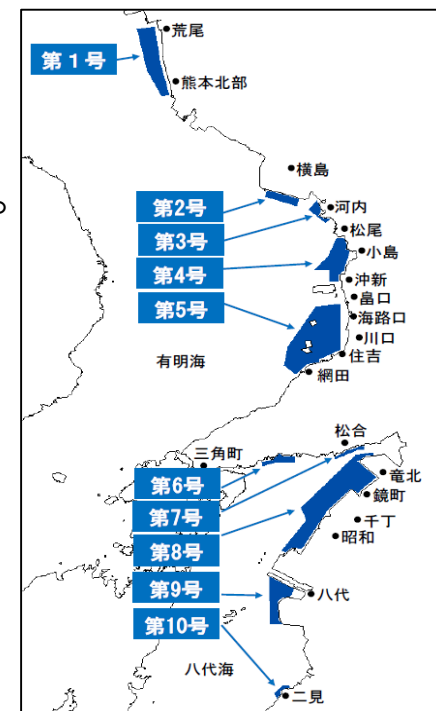 荒尾
第1号
熊本北部
横島
第2号
河内
第3号
松尾
小島
第4号
沖新
第5号
畠口
海路口
川口
住吉
有明海
網田
松合
三角町
第6号
竜北
鏡町
第7号
千丁
第8号
昭和
第9号
八代
第10号
八代海
二見